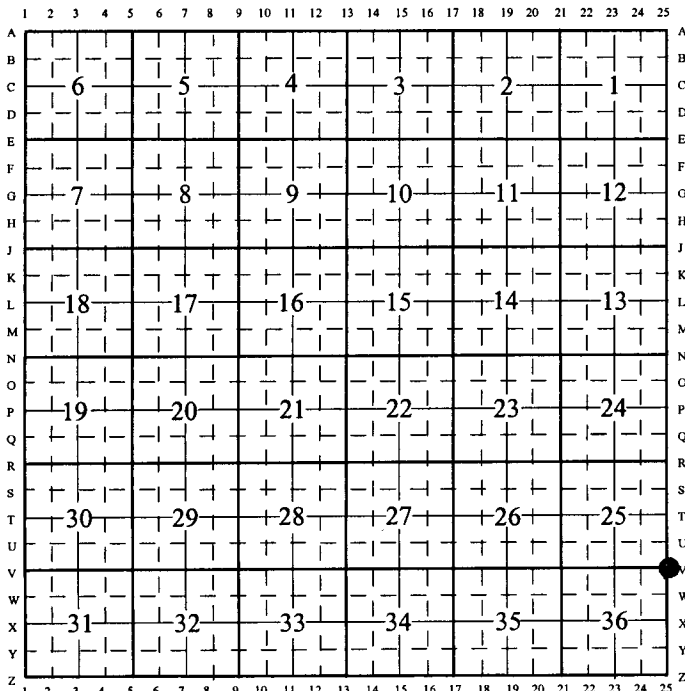 1 2 3 4 5 6 7 8 9 10 11 12 13 14 15 16 17 18 19 20 21 22 23 24 25
A A
B B
C 6 5 4 3 2 1 C
D D
E E
F F
G 7 8 9 10 11 12 G
H H
J J
K K
L 18 17 16 15 14 13 L
M M
N N
O O
P 19 20 21 22 23 24 P
Q Q
R R
S S
T 30 29 28 27 26 25 T
U U
V V
W W
X 31 32 33 34 35 36 X
Y Y
Z Z
1 2 3 4 5 6 7 8 9 10 11 12 13 14 15 16 17 18 19 20 21 22 23 24 25